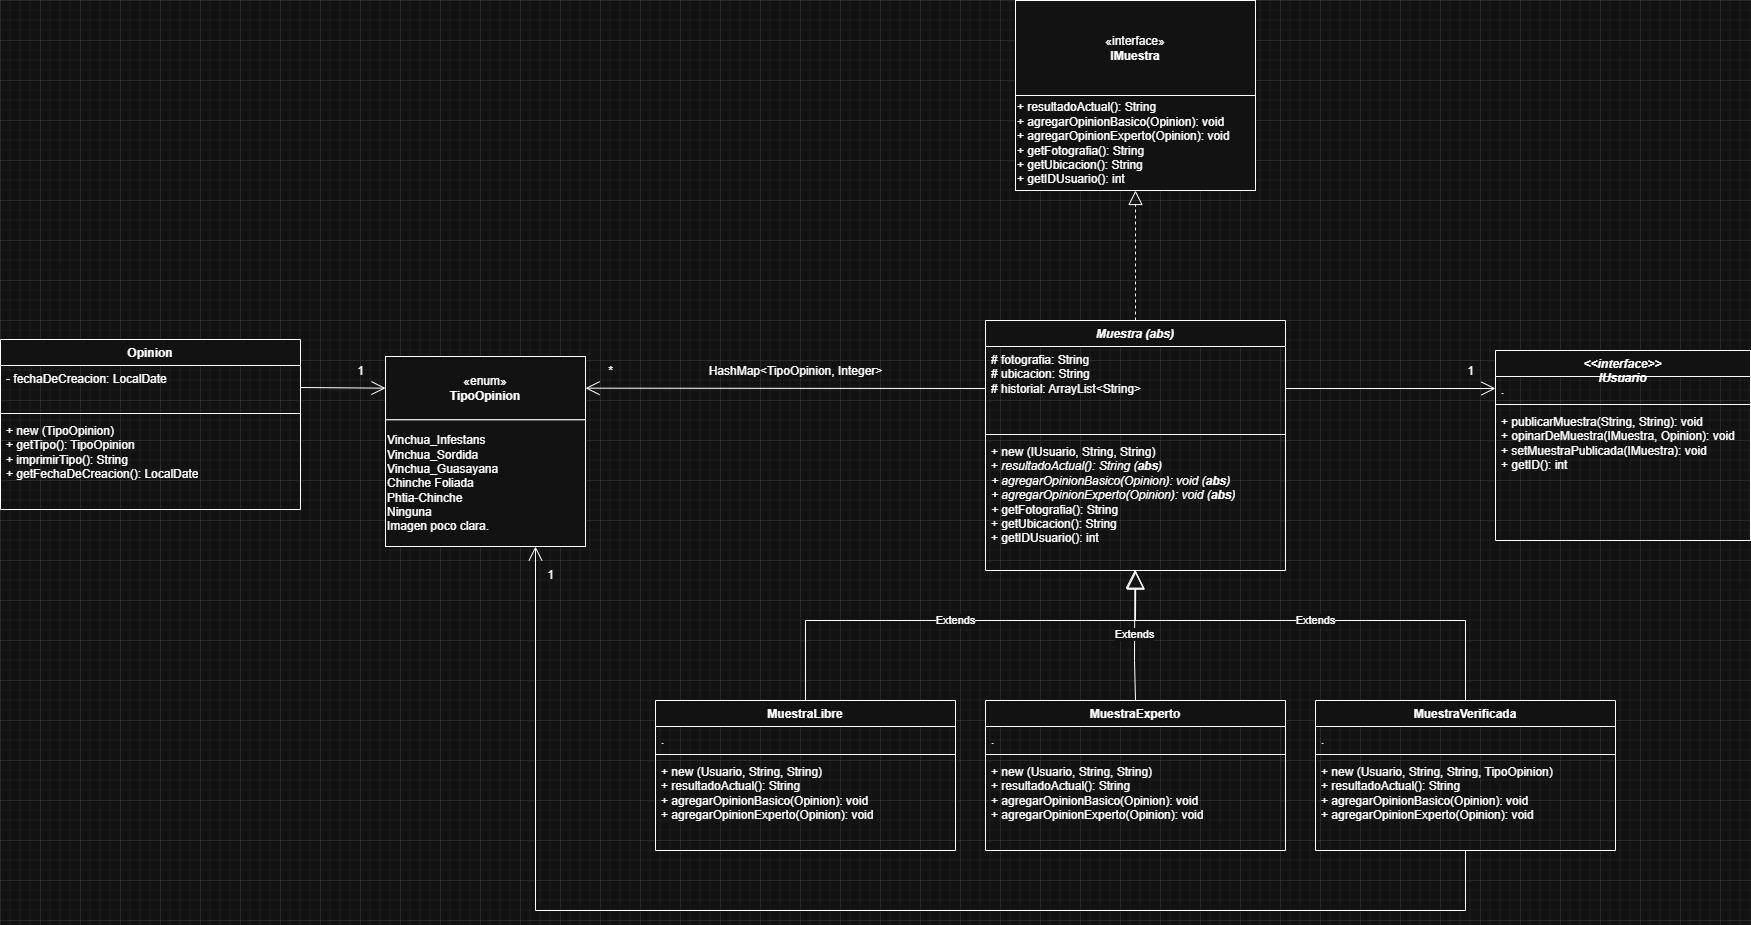 «interface»
IMuestra
+ resultadoActual(): String
+ agregarOpinionBasico(Opinion): void
+ agregarOpinionExperto(Opinion): void
+ getFotografia(): String
+ getUbicacion(): String
+ getIDUsuario(): int
Opinion
- fechaDeCreacion: LocalDate
+ new (TipoOpinion)
+ getTipo(): TipoOpinion
+ imprimirTipo(): String
+ getFechaDeCreacion(): LocalDate
1
«enum»
TipoOpinion
Vinchua_Infestans
Vinchua_Sordida
Vinchua_Guasayana
Chinche Foliada
Phtia-Chinche
Ninguna
Imagen poco clara.
*
HashMap<TipoOpinion, Integer>
Muestra (abs)
# fotografia: String
# ubicacion: String
# historial: ArrayList<String>
+ new (IUsuario, String, String)
+ resultadoActual(): String (abs)
+ agregarOpinionBasico(Opinion): void (abs)
+ agregarOpinionExperto(Opinion): void (abs)
+ getFotografia(): String
+ getUbicacion(): String
+ getIDUsuario(): int
1
<<interface>>
IUsuario
.
+ publicarMuestra(String, String): void
+ opinarDeMuestra(IMuestra, Opinion): void
+ setMuestraPublicada(IMuestra): void
+ getID(): int
1
Extends
Extends
Extends
MuestraLibre
.
+ new (Usuario, String, String)
+ resultadoActual(): String
+ agregarOpinionBasico(Opinion): void
+ agregarOpinionExperto(Opinion): void
MuestraExperto
.
+ new (Usuario, String, String)
+ resultadoActual(): String
+ agregarOpinionBasico(Opinion): void
+ agregarOpinionExperto(Opinion): void
MuestraVerificada
.
+ new (Usuario, String, String, TipoOpinion)
+ resultadoActual(): String
+ agregarOpinionBasico(Opinion): void
+ agregarOpinionExperto(Opinion): void